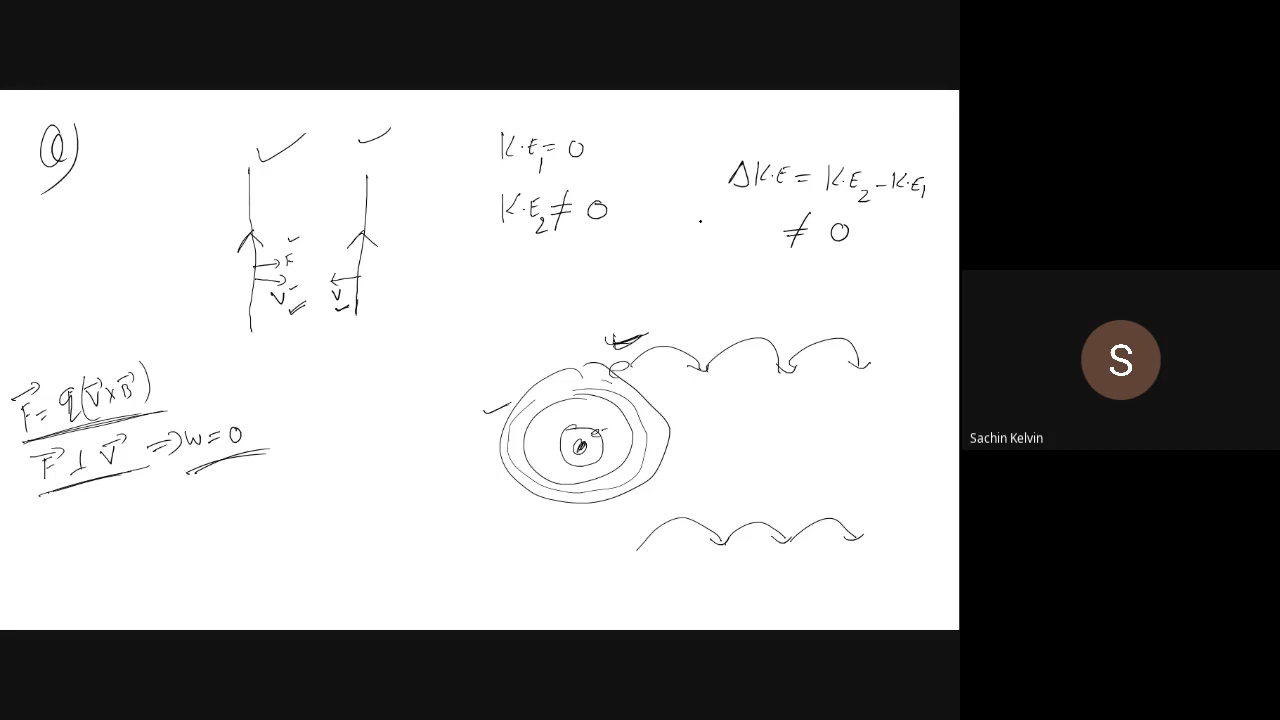 Q)
K.E₁ = 0
K.E₂ ≠ 0
ΔK.E = K.E₂ - K.E₁
≠ 0
F
V V
F⃗ = q(V⃗ × B⃗)
F⃗ ⊥ V⃗ ⇒ W = 0
S
Sachin Kelvin